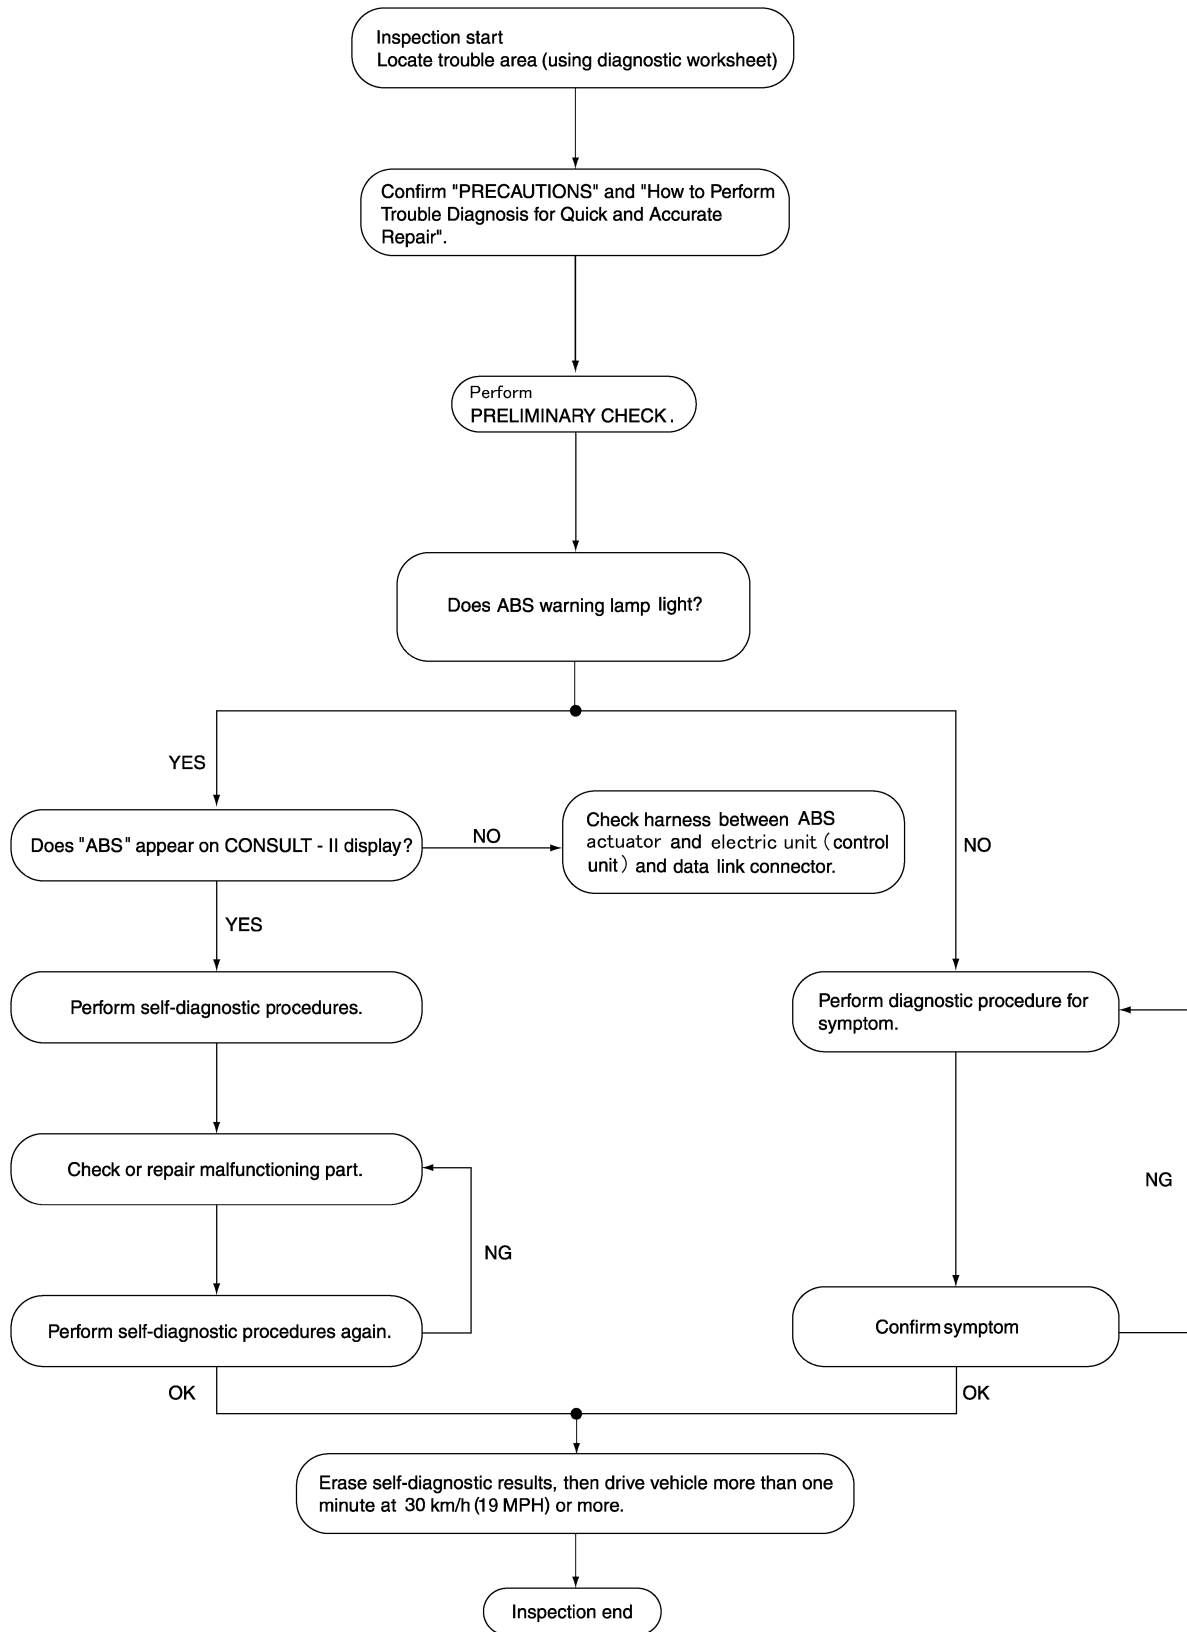 Inspection start
Locate trouble area (using diagnostic worksheet)
Confirm "PRECAUTIONS" and "How to Perform
Trouble Diagnosis for Quick and Accurate
Repair".
Perform
PRELIMINARY CHECK.
Does ABS warning lamp light?
YES
NO
Does "ABS" appear on CONSULT - II display?
NO
Check harness between ABS
actuator and electric unit (control
unit) and data link connector.
YES
Perform self-diagnostic procedures.
Perform diagnostic procedure for
symptom.
Check or repair malfunctioning part.
NG
NG
Perform self-diagnostic procedures again.
Confirm symptom
OK
OK
Erase self-diagnostic results, then drive vehicle more than one
minute at 30 km/h (19 MPH) or more.
Inspection end